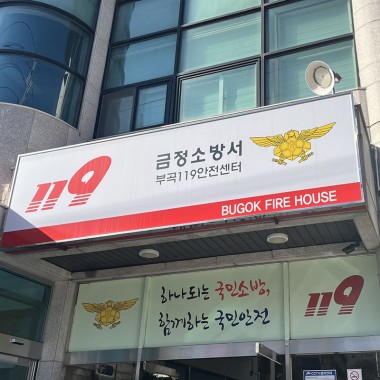 119
금정소방서
부곡119안전센터
BUGOK FIRE HOUSE
하나되는 국민소방,
함께하는 국민안전
119